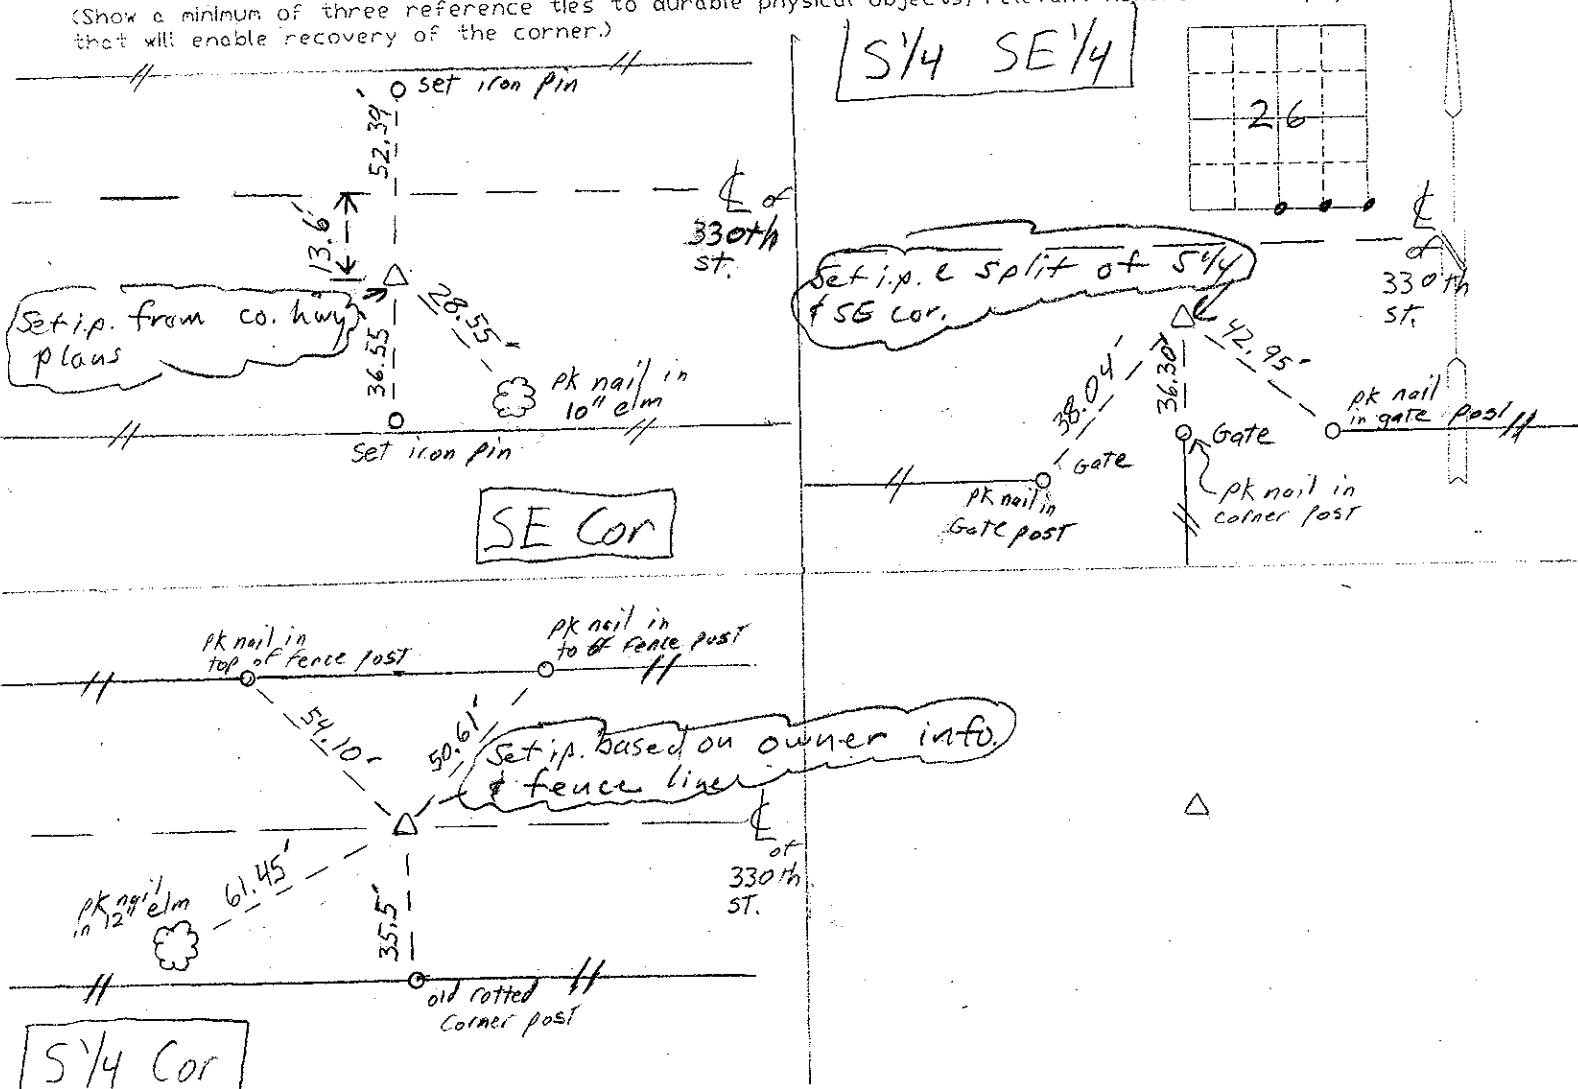 (Show a minimum of three reference ties to durable physical objects,
that will enable recovery of the corner.)
set iron pin
52.39'
13.6'
℄ of
330th
st.
Set i.p. from co. hwy
plans
28.55'
36.55'
pk nail in
10" elm
set iron pin
SE Cor
S1/4 SE1/4
26
℄
of
330th
st.
Set i.p. @ split of S1/4
& SE cor.
38.04'
36.30'
42.95'
pk nail
in gate post
Gate
Gate
pk nail in
Gate post
pk nail in
corner post
pk nail in
top of fence post
pk nail in
to of fence post
54.10'
50.61'
Set i.p. based on owner info.
& fence line
℄
of
330th
ST.
pk nail
in 12" elm
61.45'
35.5'
old rotted
corner post
S1/4 Cor